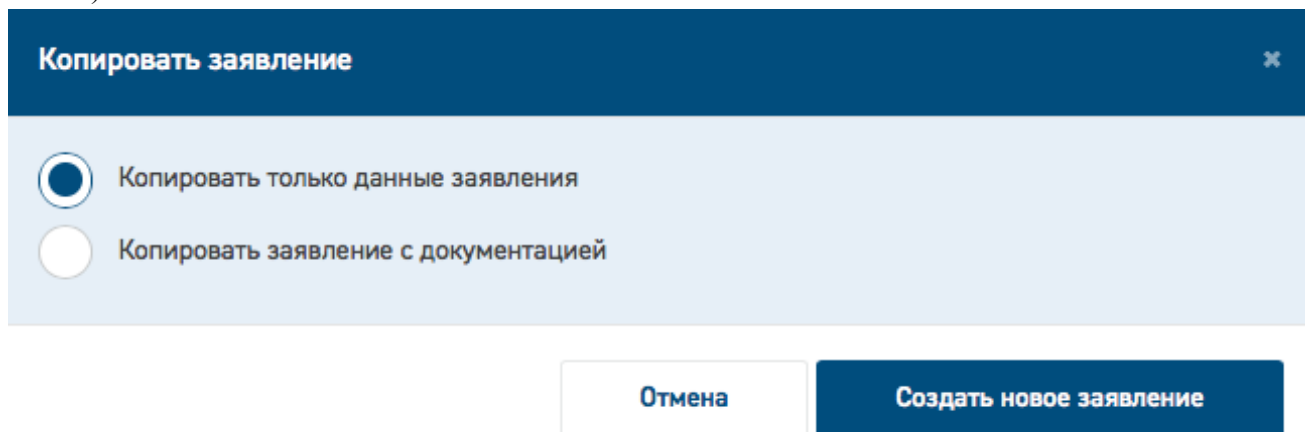 Копировать заявление
Копировать только данные заявления
Копировать заявление с документацией
Отмена Создать новое заявление